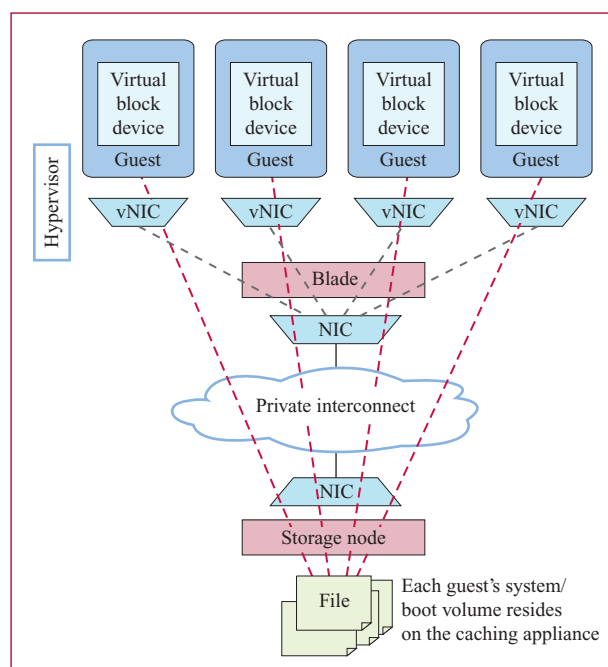 Virtual
block
device
Guest
Virtual
block
device
Guest
Virtual
block
device
Guest
Virtual
block
device
Guest
Hypervisor
vNIC
vNIC
vNIC
vNIC
Blade
NIC
Private interconnect
NIC
Storage node
File
Each guest's system/
boot volume resides
on the caching appliance